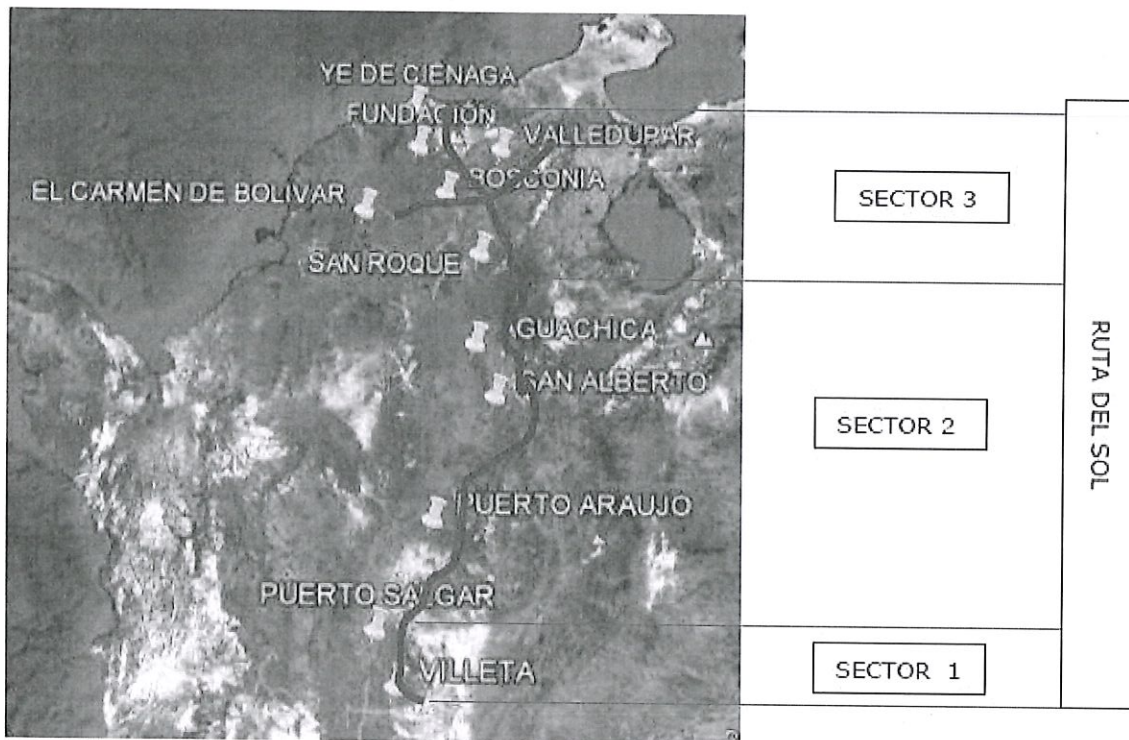 YE DE CIENAGA
FUNDACIÓN
VALLEDUPAR
BOSCONIA
EL CARMEN DE BOLIVAR
SAN ROQUE
GUACHICA
SAN ALBERTO
PUERTO ARAUJO
PUERTO SALGAR
VILLETA
SECTOR 3
SECTOR 2
SECTOR 1
RUTA DEL SOL